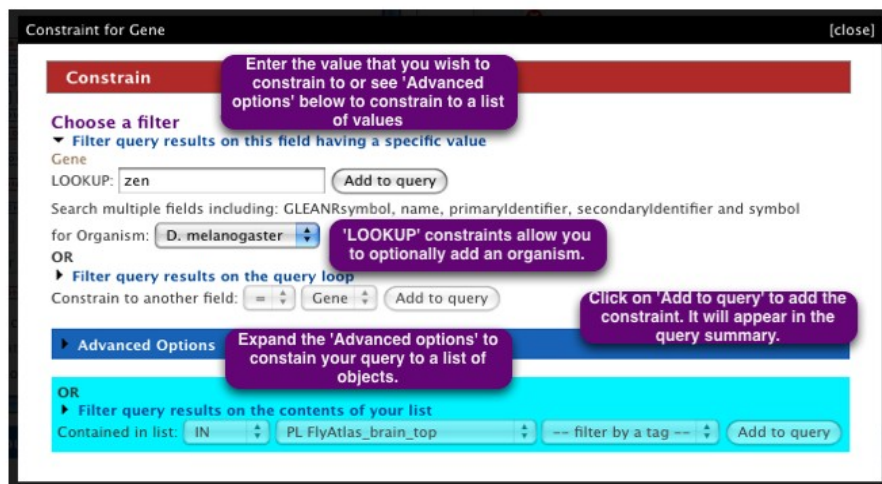 Constraint for Gene [close]
Enter the value that you wish to
constrain to or see 'Advanced
options' below to constrain to a list
of values
Constrain
Choose a filter
Filter query results on this field having a specific value
Gene
LOOKUP: zen Add to query
Search multiple fields including: GLEANRsymbol, name, primaryIdentifier, secondaryIdentifier and symbol
for Organism: D. melanogaster
'LOOKUP' constraints allow you
to optionally add an organism.
OR
Filter query results on the query loop
Constrain to another field: = Gene Add to query
Click on 'Add to query' to add the
constraint. It will appear in the
query summary.
Advanced Options
Expand the 'Advanced options' to
constain your query to a list of
objects.
OR
Filter query results on the contents of your list
Contained in list: IN PL FlyAtlas_brain_top -- filter by a tag -- Add to query